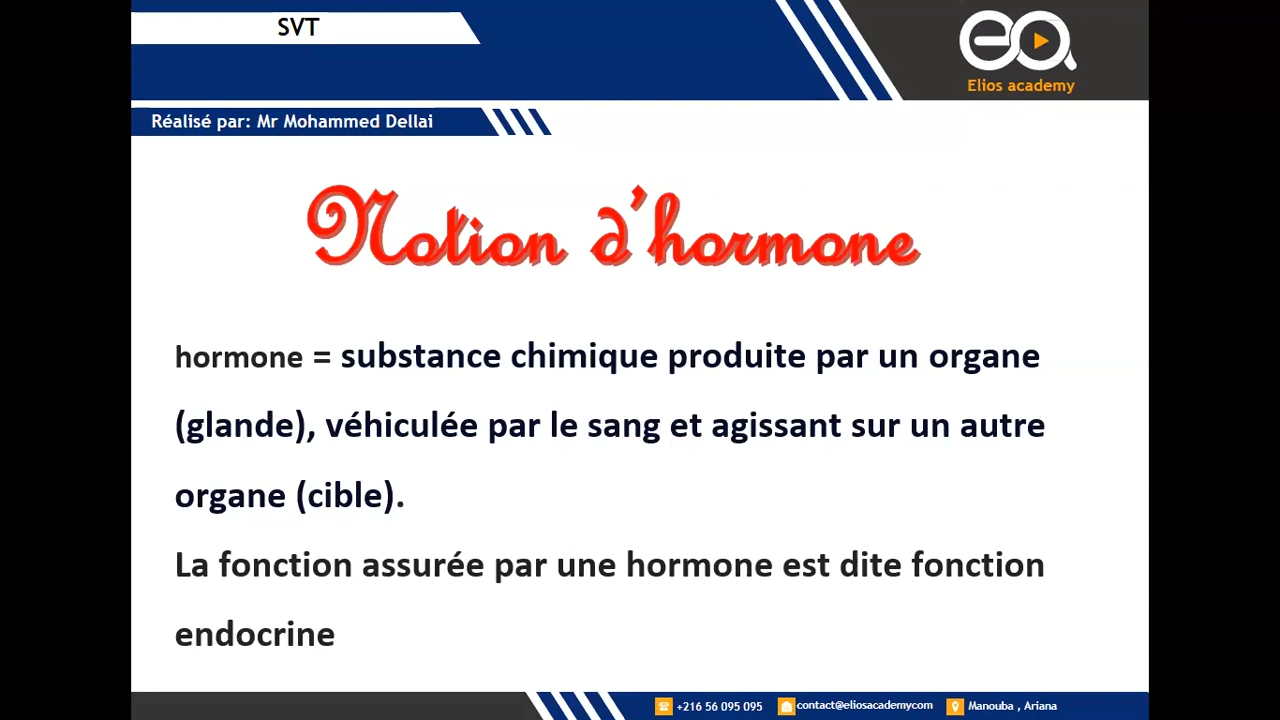 SVT
Elios academy
Réalisé par: Mr Mohammed Dellai
Notion d'hormone
hormone = substance chimique produite par un organe
(glande), véhiculée par le sang et agissant sur un autre
organe (cible).
La fonction assurée par une hormone est dite fonction
endocrine
+216 56 095 095 contact@eliosacademycom Manouba , Ariana